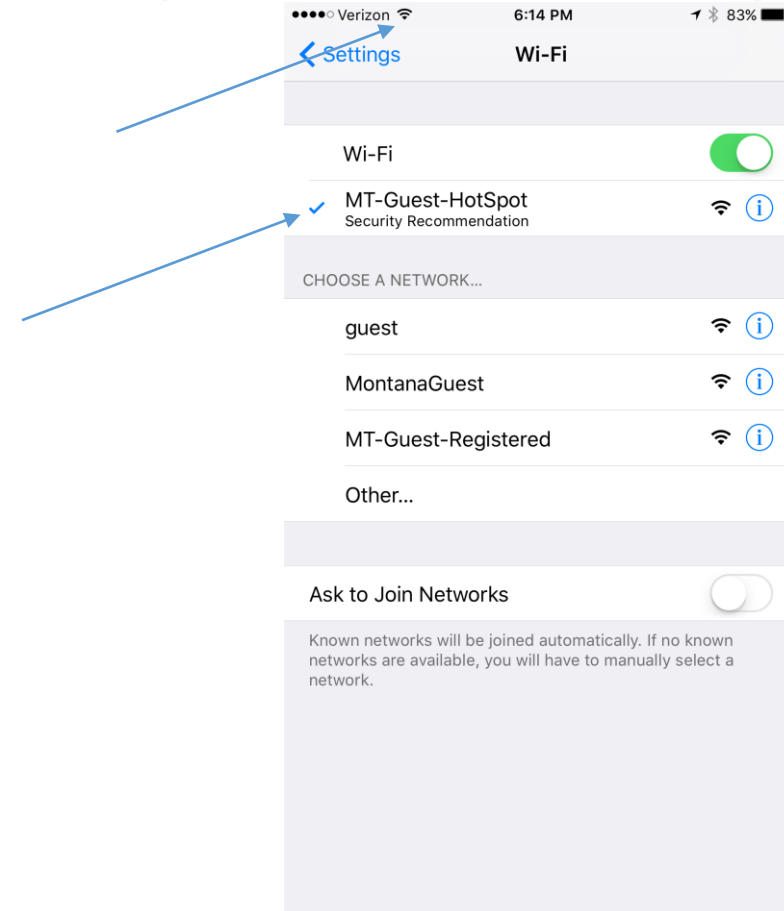 Verizon 6:14 PM 83%
Settings Wi-Fi
Wi-Fi
MT-Guest-HotSpot
Security Recommendation
CHOOSE A NETWORK...
guest
MontanaGuest
MT-Guest-Registered
Other...
Ask to Join Networks
Known networks will be joined automatically. If no known
networks are available, you will have to manually select a
network.